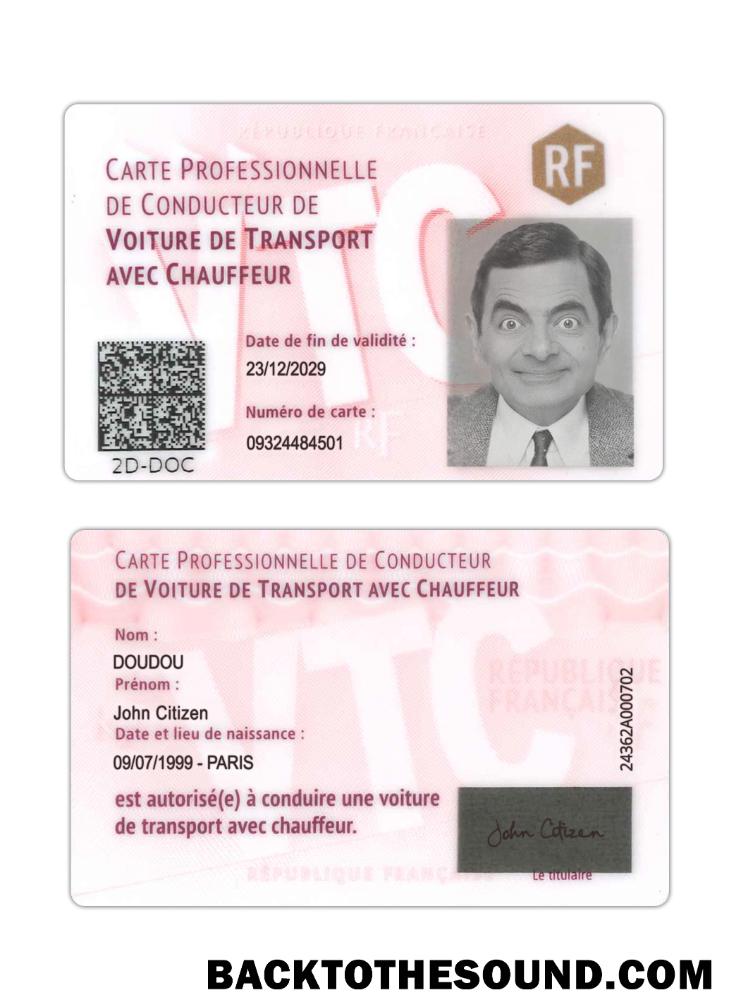 RÉPUBLIQUE FRANÇAISE
RF
CARTE PROFESSIONNELLE
DE CONDUCTEUR DE
VOITURE DE TRANSPORT
AVEC CHAUFFEUR
VTC
Date de fin de validité :
23/12/2029
Numéro de carte :
09324484501
RF
2D-DOC
CARTE PROFESSIONNELLE DE CONDUCTEUR
DE VOITURE DE TRANSPORT AVEC CHAUFFEUR
VTC
Nom :
DOUDOU
Prénom :
John Citizen
Date et lieu de naissance :
09/07/1999 - PARIS
RÉPUBLIQUE
FRANÇAISE
24362A000702
est autorisé(e) à conduire une voiture
de transport avec chauffeur.
John Citizen
Le titulaire
RÉPUBLIQUE FRANÇAISE
BACKTOTHESOUND.COM